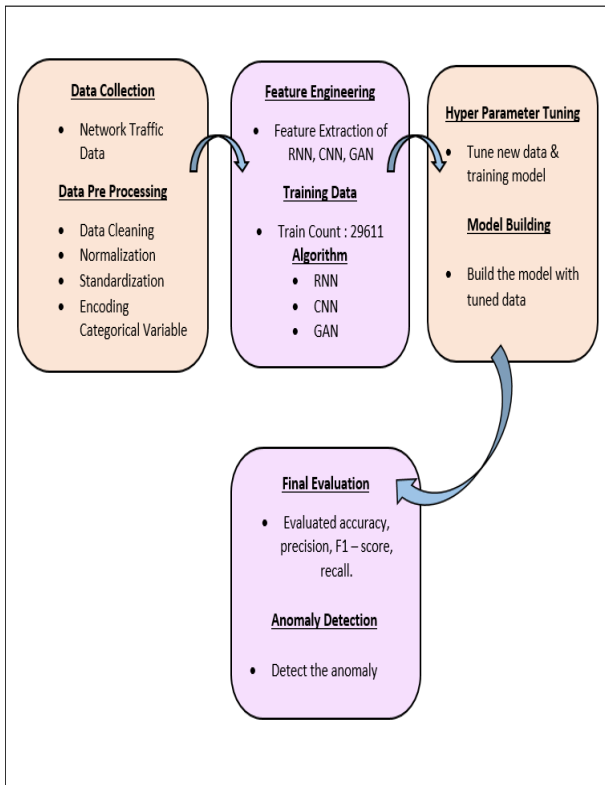 Data Collection
• Network Traffic
Data
Data Pre Processing
• Data Cleaning
• Normalization
• Standardization
• Encoding
Categorical Variable
Feature Engineering
• Feature Extraction of
RNN, CNN, GAN
Training Data
• Train Count : 29611
Algorithm
• RNN
• CNN
• GAN
Hyper Parameter Tuning
• Tune new data &
training model
Model Building
• Build the model with
tuned data
Final Evaluation
• Evaluated accuracy,
precision, F1 – score,
recall.
Anomaly Detection
• Detect the anomaly